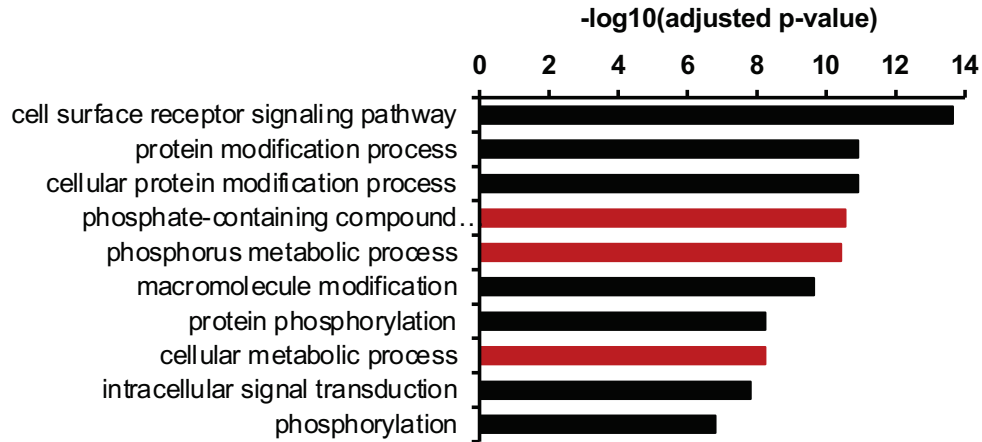 -log10(adjusted p-value)
0 2 4 6 8 10 12 14
cell surface receptor signaling pathway
protein modification process
cellular protein modification process
phosphate-containing compound ..
phosphorus metabolic process
macromolecule modification
protein phosphorylation
cellular metabolic process
intracellular signal transduction
phosphorylation